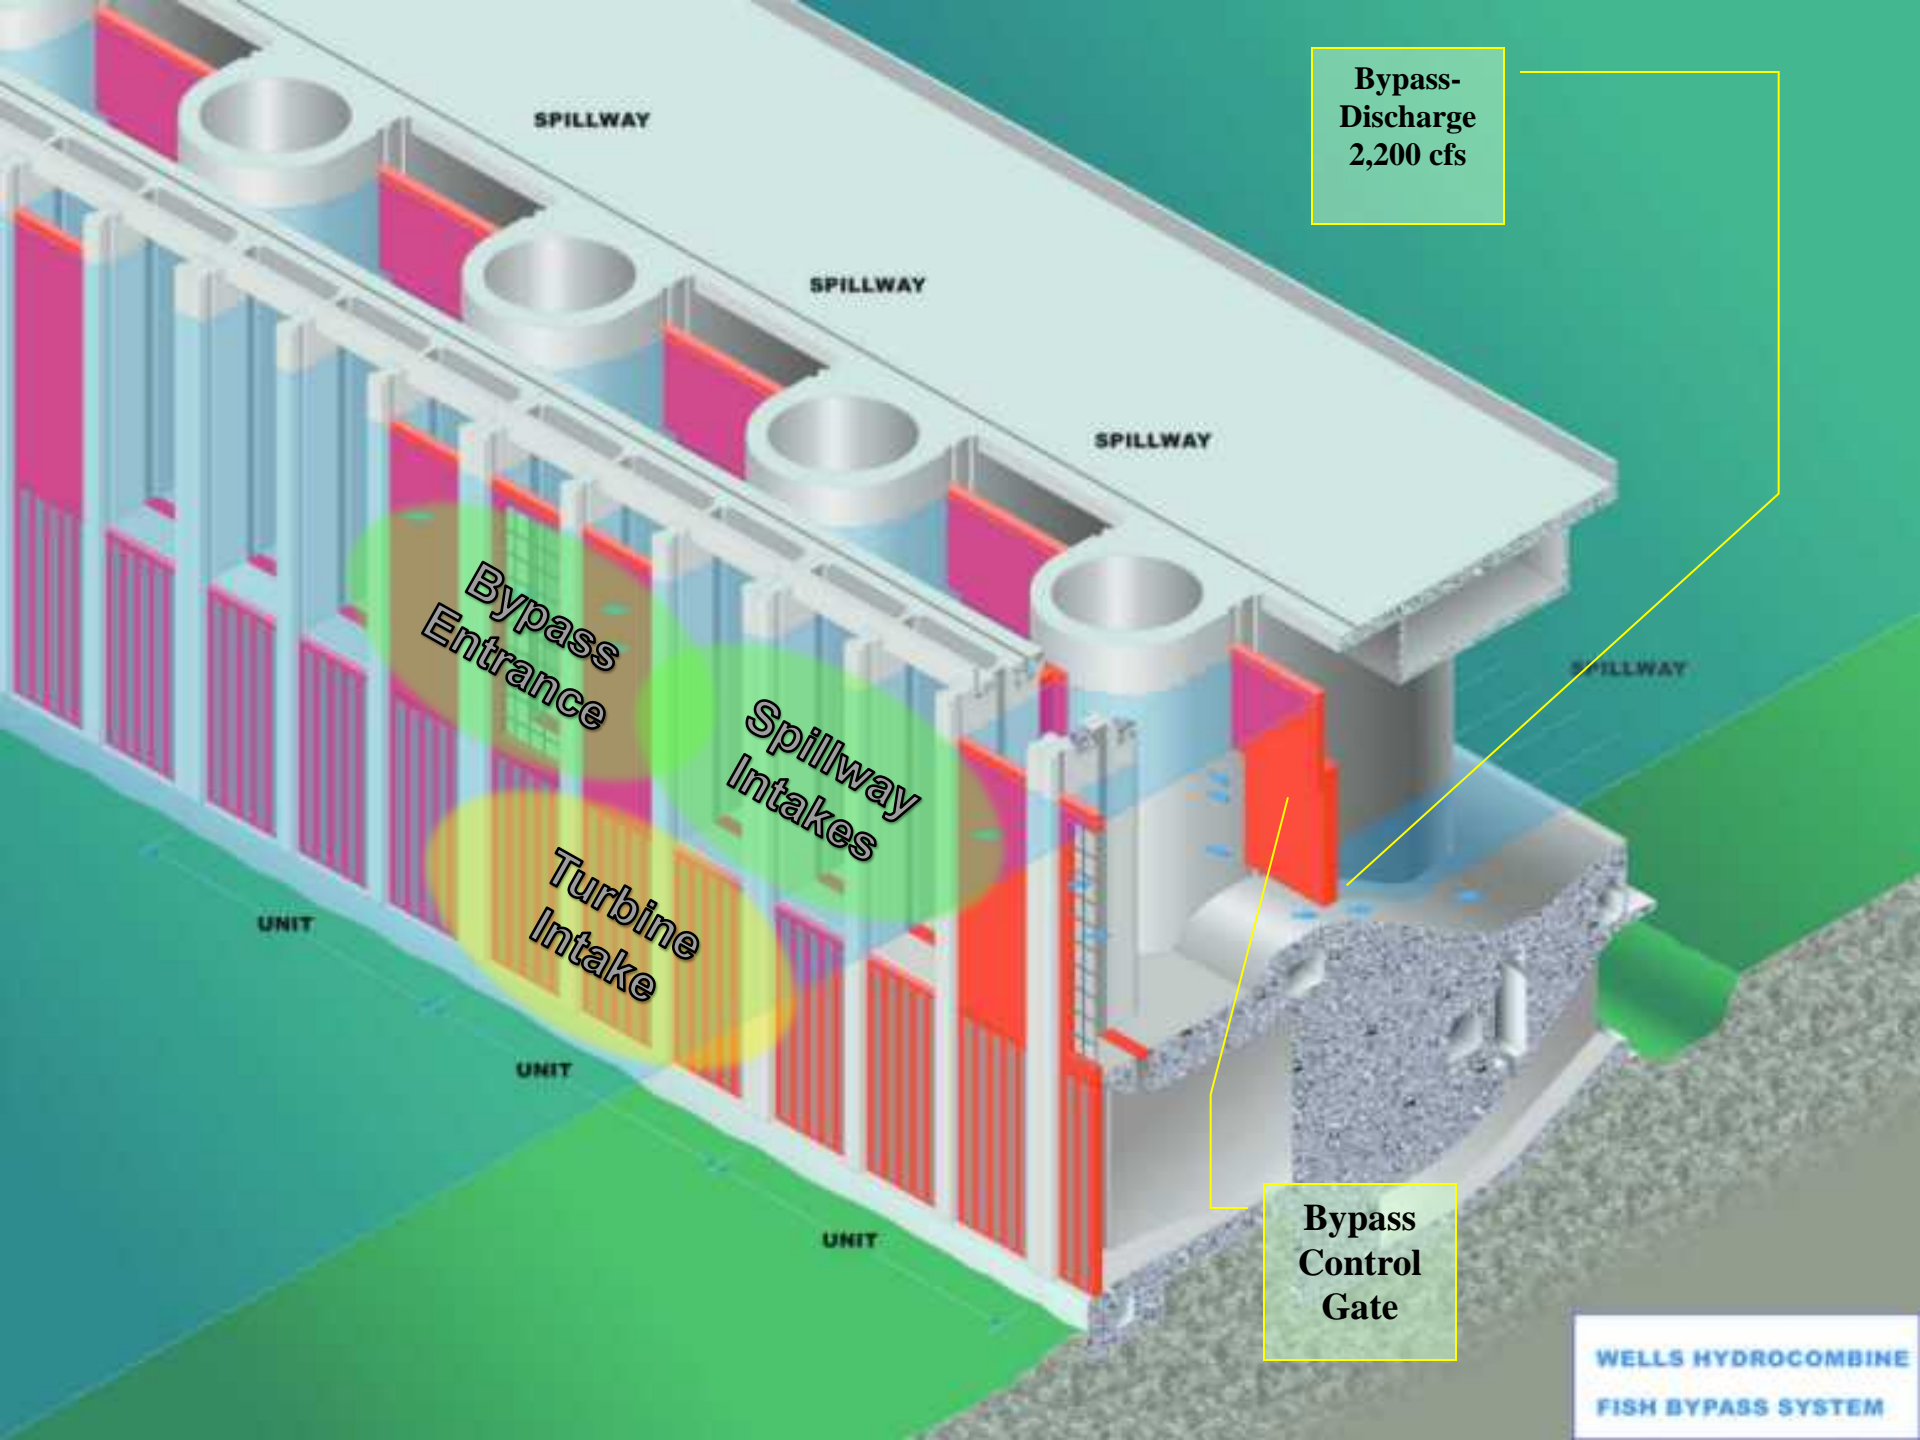 Bypass-
Discharge
2,200 cfs
SPILLWAY
SPILLWAY
SPILLWAY
SPILLWAY
Bypass
Entrance
Spillway
Intakes
Turbine
Intake
UNIT
UNIT
UNIT
Bypass
Control
Gate
WELLS HYDROCOMBINE
FISH BYPASS SYSTEM